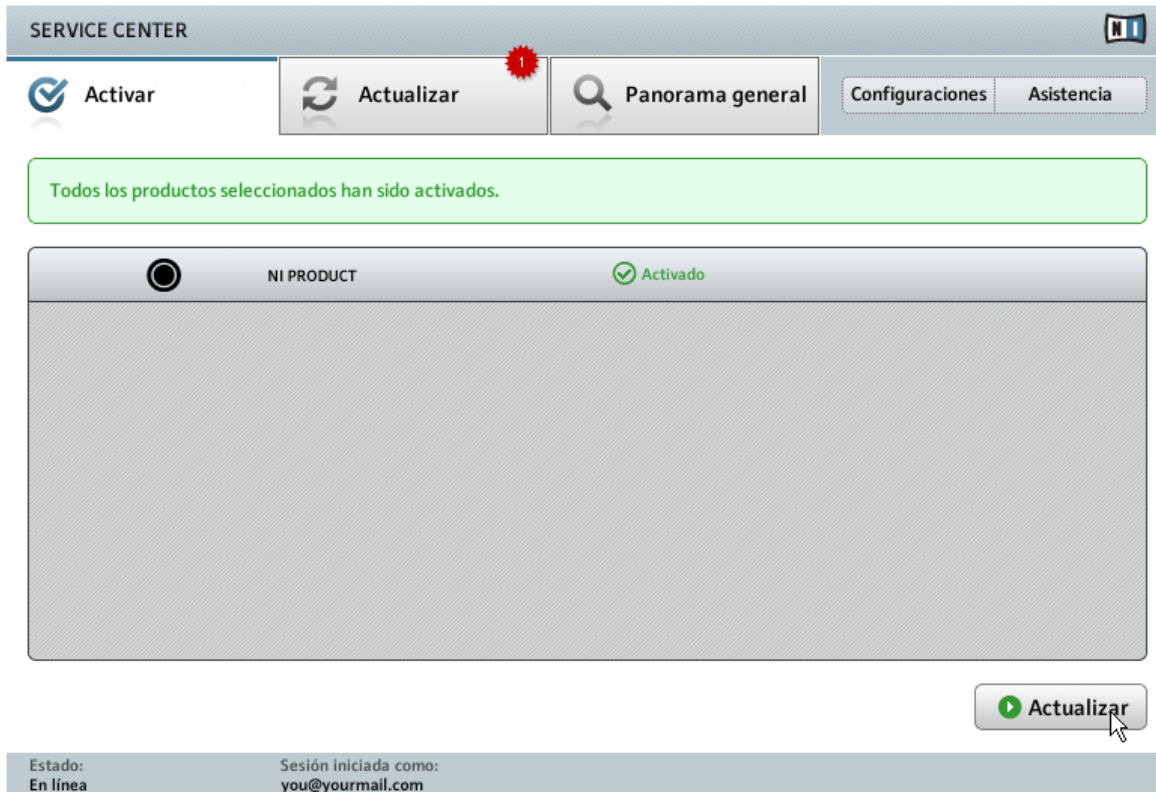 SERVICE CENTER
NI
Activar
Actualizar
1
Panorama general
Configuraciones
Asistencia
Todos los productos seleccionados han sido activados.
NI PRODUCT
Activado
Actualizar
Estado:
En línea
Sesión iniciada como:
you@yourmail.com